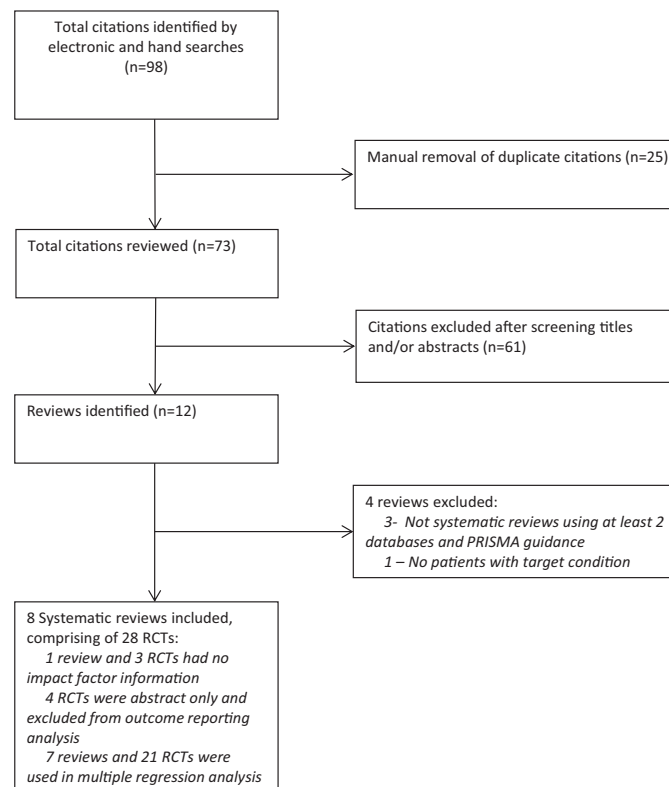 Total citations identified by
electronic and hand searches
(n=98)
Manual removal of duplicate citations (n=25)
Total citations reviewed (n=73)
Citations excluded after screening titles
and/or abstracts (n=61)
Reviews identified (n=12)
4 reviews excluded:
3- Not systematic reviews using at least 2
databases and PRISMA guidance
1 – No patients with target condition
8 Systematic reviews included,
comprising of 28 RCTs:
1 review and 3 RCTs had no
impact factor information
4 RCTs were abstract only and
excluded from outcome reporting
analysis
7 reviews and 21 RCTs were
used in multiple regression analysis